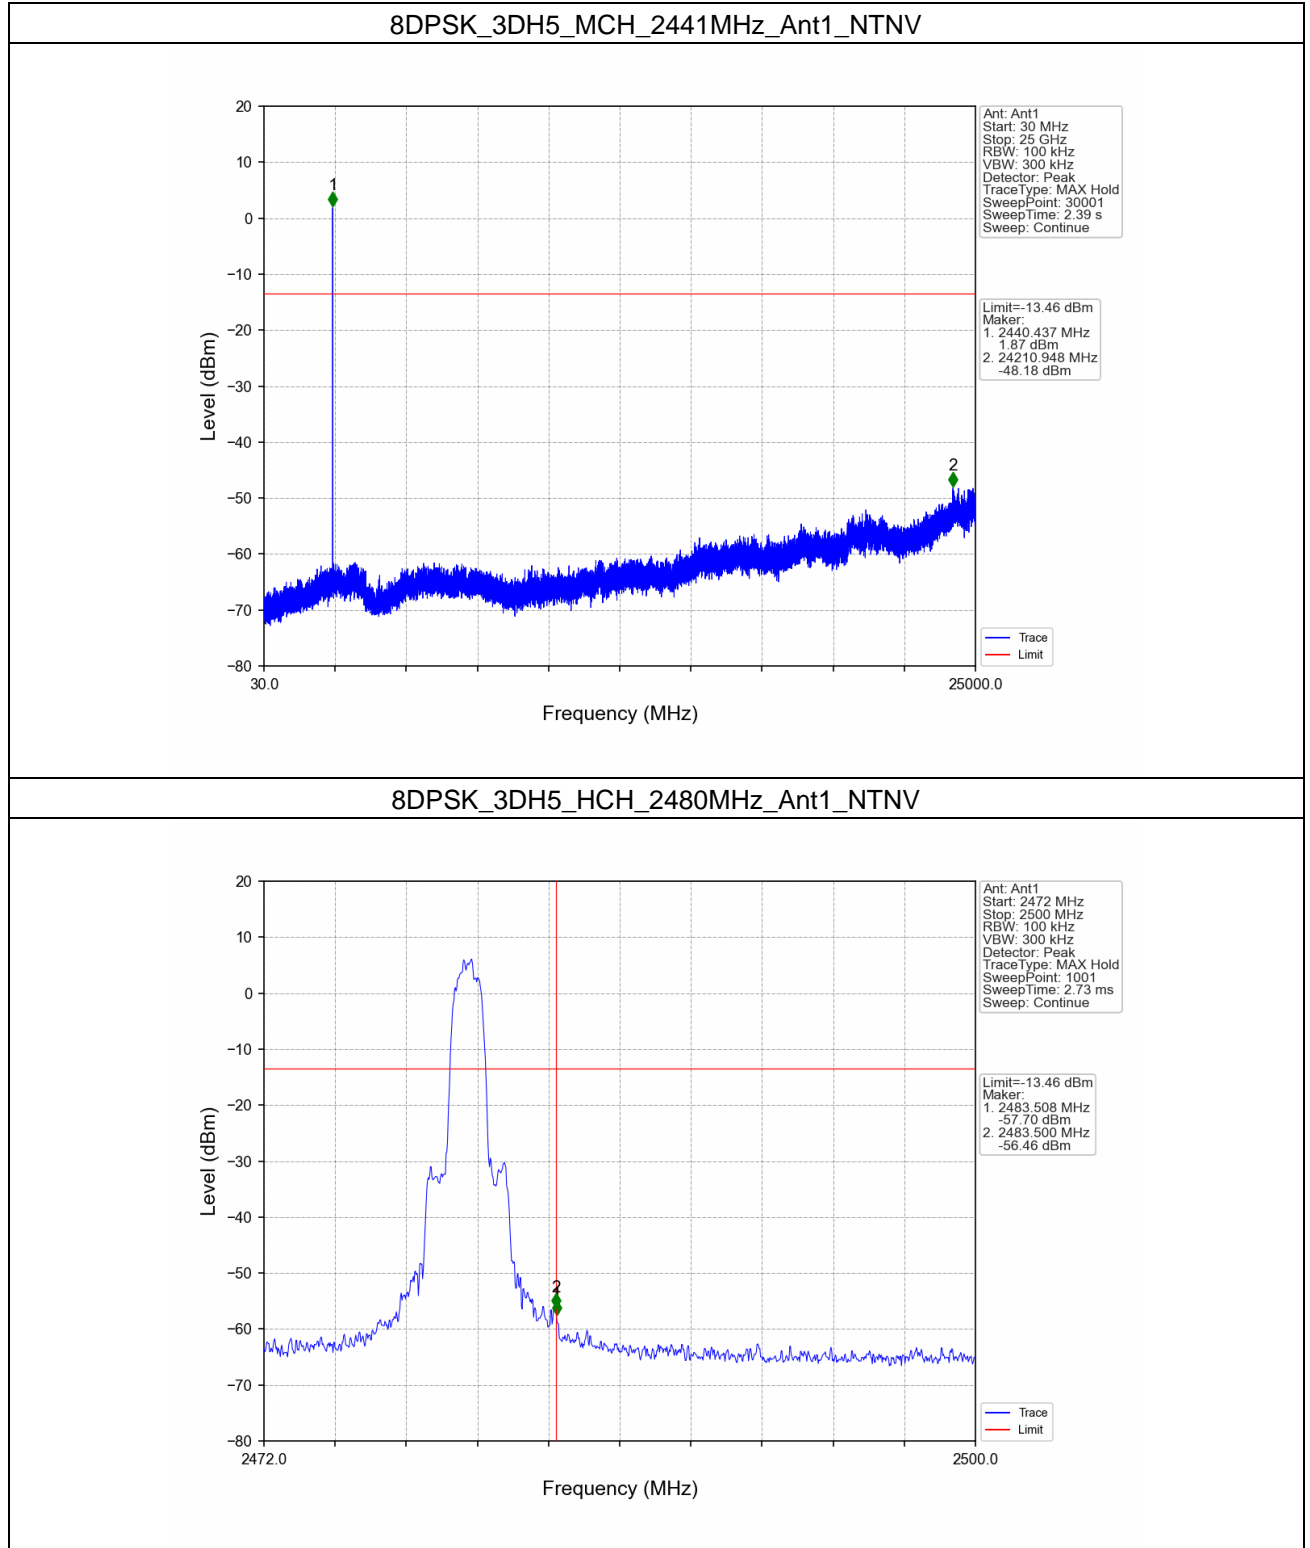 8DPSK_3DH5_MCH_2441MHz_Ant1_NTNV
20
10
0
−10
−20
−30
−40
−50
−60
−70
−80
Level (dBm)
1
2
30.0
25000.0
Frequency (MHz)
Ant: Ant1
Start: 30 MHz
Stop: 25 GHz
RBW: 100 kHz
VBW: 300 kHz
Detector: Peak
TraceType: MAX Hold
SweepPoint: 30001
SweepTime: 2.39 s
Sweep: Continue
Limit=-13.46 dBm
Maker:
1. 2440.437 MHz
1.87 dBm
2. 24210.948 MHz
-48.18 dBm
Trace
Limit
8DPSK_3DH5_HCH_2480MHz_Ant1_NTNV
20
10
0
−10
−20
−30
−40
−50
−60
−70
−80
Level (dBm)
2
2472.0
2500.0
Frequency (MHz)
Ant: Ant1
Start: 2472 MHz
Stop: 2500 MHz
RBW: 100 kHz
VBW: 300 kHz
Detector: Peak
TraceType: MAX Hold
SweepPoint: 1001
SweepTime: 2.73 ms
Sweep: Continue
Limit=-13.46 dBm
Maker:
1. 2483.508 MHz
-57.70 dBm
2. 2483.500 MHz
-56.46 dBm
Trace
Limit